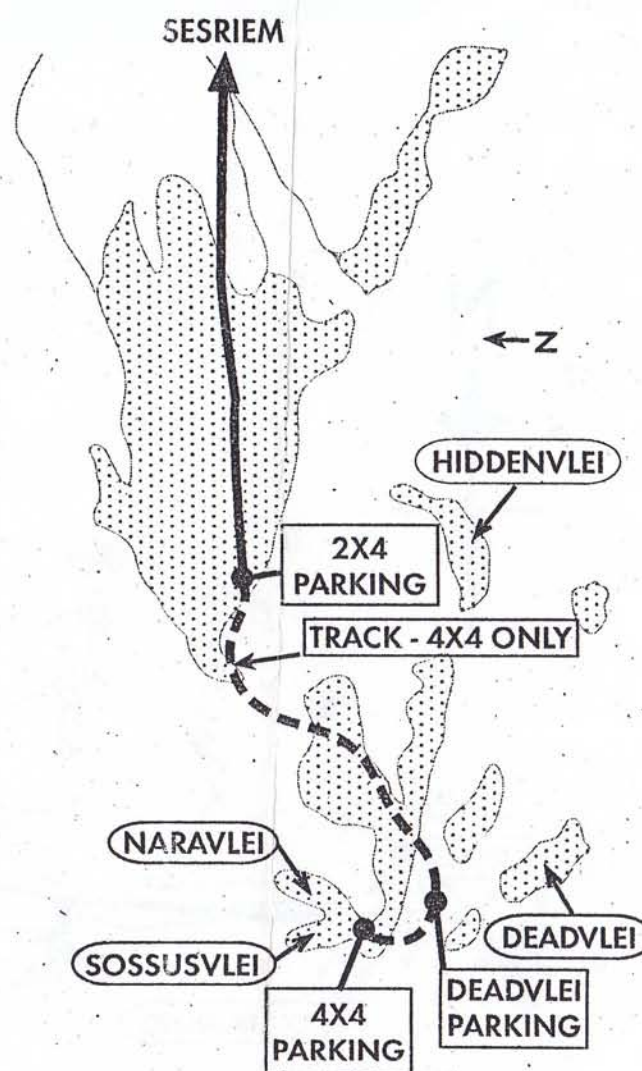 SESRIEM
N
HIDDENVLEI
2X4
PARKING
TRACK - 4X4 ONLY
NARAVLEI
SOSSUSVLEI
DEADVLEI
4X4
PARKING
DEADVLEI
PARKING